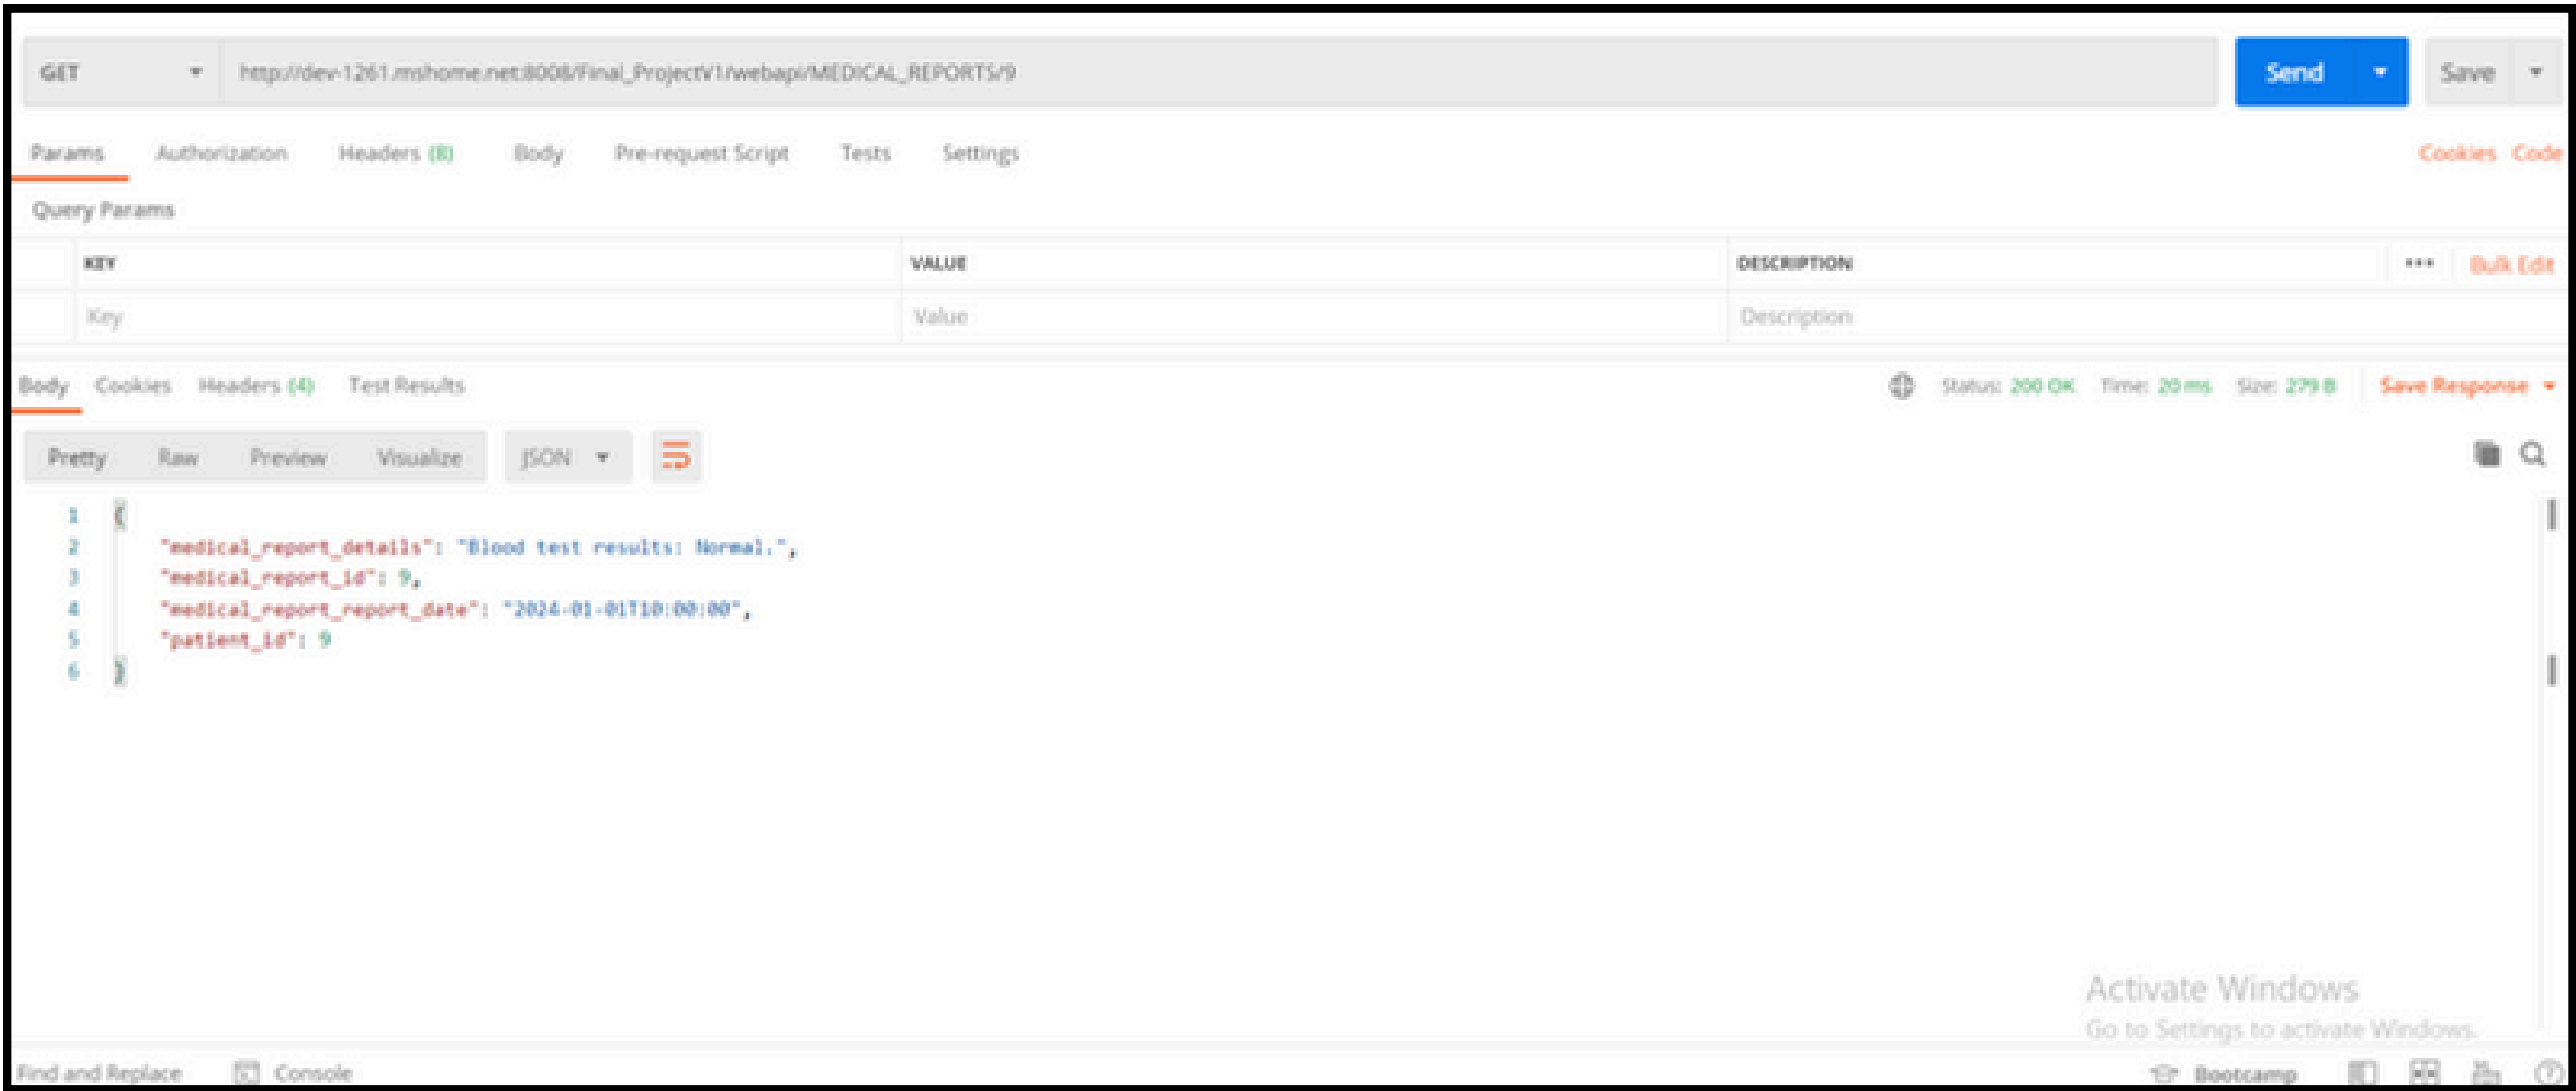 GET http://dev-1261.mshome.net:8008/Final_ProjectV1/webapi/MEDICAL_REPORTS/9 Send Save
Params Authorization Headers (8) Body Pre-request Script Tests Settings Cookies Code
Query Params
KEY VALUE DESCRIPTION ••• Bulk Edit
Key Value Description
Body Cookies Headers (4) Test Results Status: 200 OK Time: 20 ms Size: 279 B Save Response
Pretty Raw Preview Visualize JSON
1 {
2 "medical_report_details": "Blood test results: Normal.",
3 "medical_report_id": 9,
4 "medical_report_report_date": "2024-01-01T10:00:00",
5 "patient_id": 9
6 }
Activate Windows
Go to Settings to activate Windows.
Find and Replace Console Bootcamp